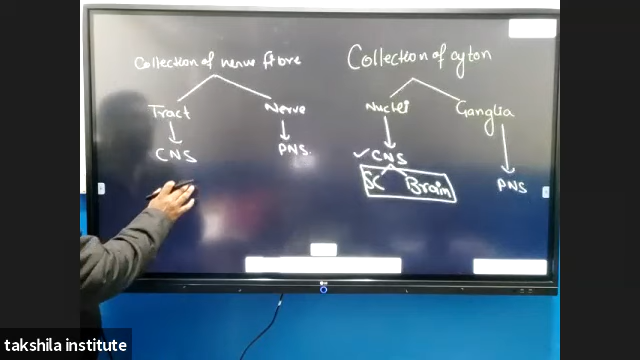 Collection of nerve fibre
Tract
Nerve
CNS
PNS.
Collection of cyton
Nuclei
Ganglia
CNS
SC Brain
PNS
takshila institute